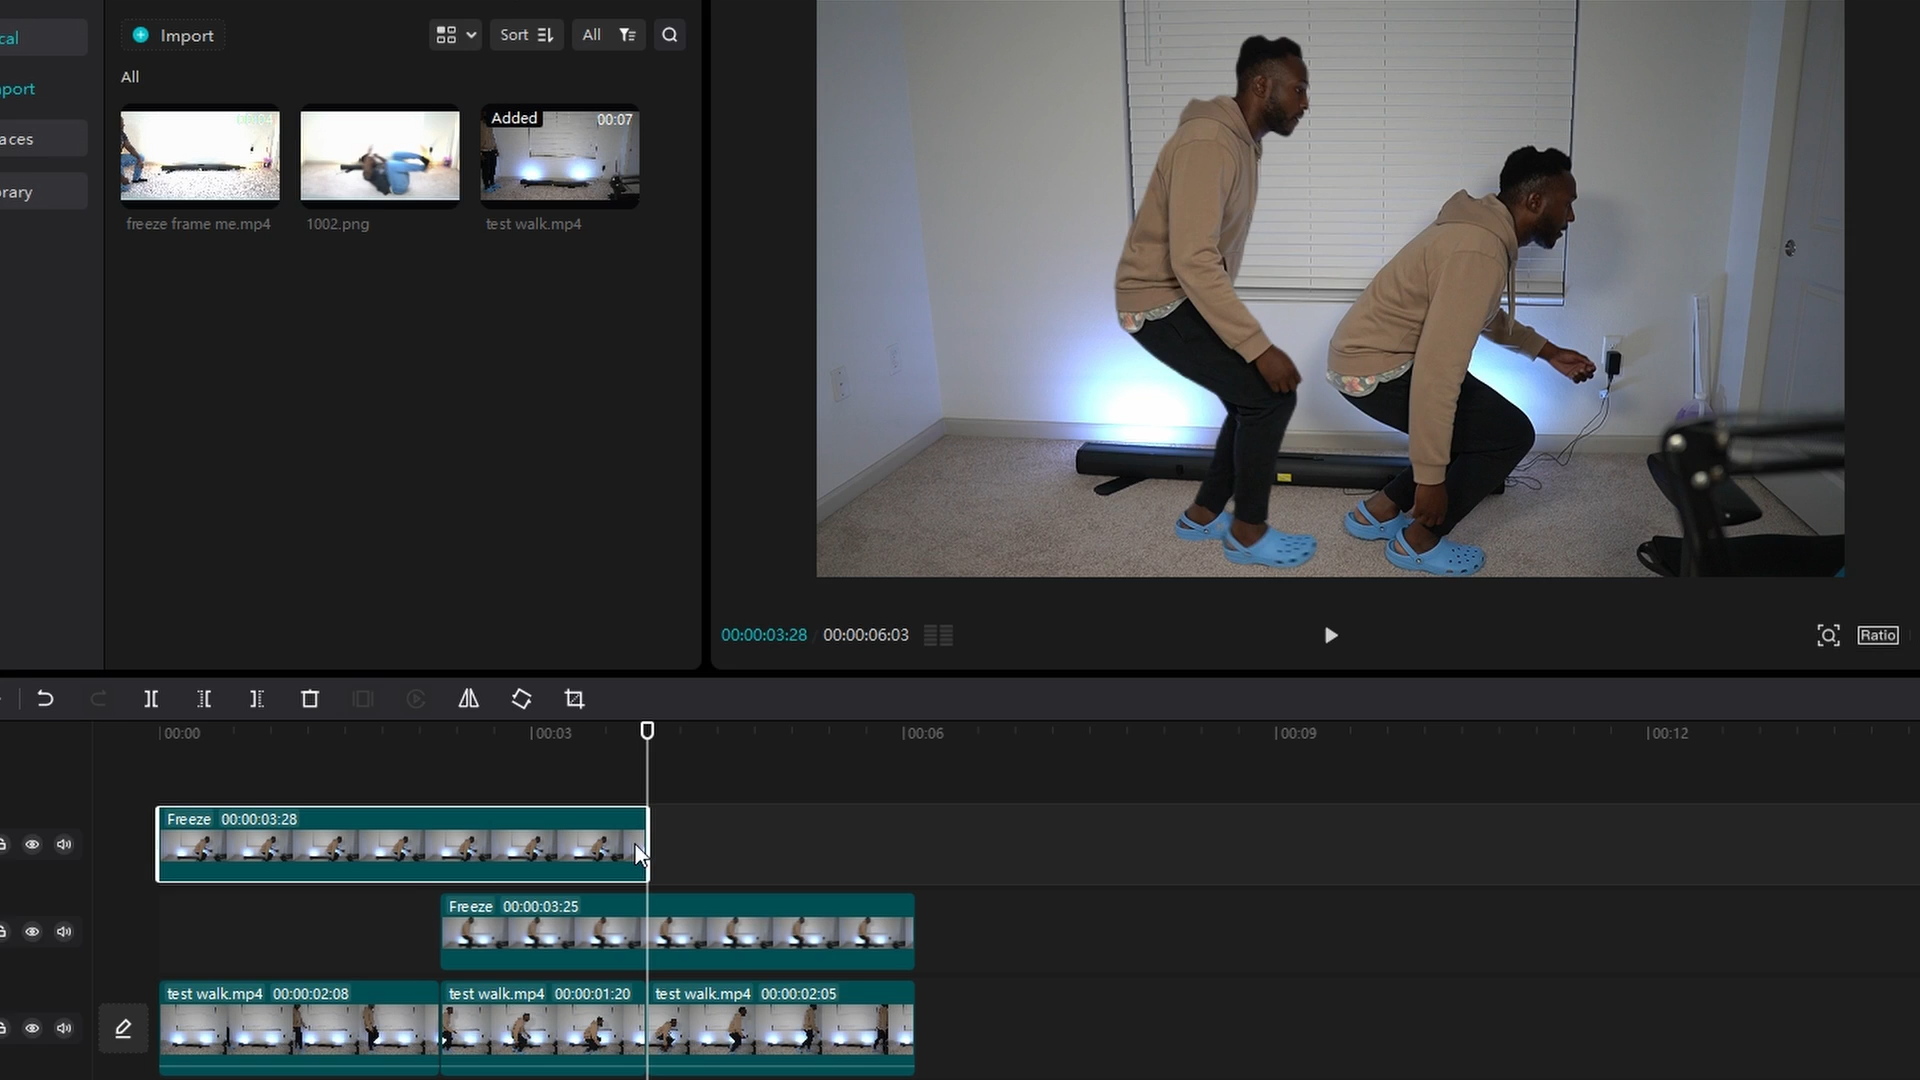 cal
Import
Sort
All
port
All
aces
rary
Added
00:07
freeze frame me.mp4
1002.png
test walk.mp4
00:00:03:28
00:00:06:03
Ratio
00:00
00:03
00:06
00:09
00:12
Freeze 00:00:03:28
Freeze 00:00:03:25
test walk.mp4 00:00:02:08
test walk.mp4 00:00:01:20
test walk.mp4 00:00:02:05